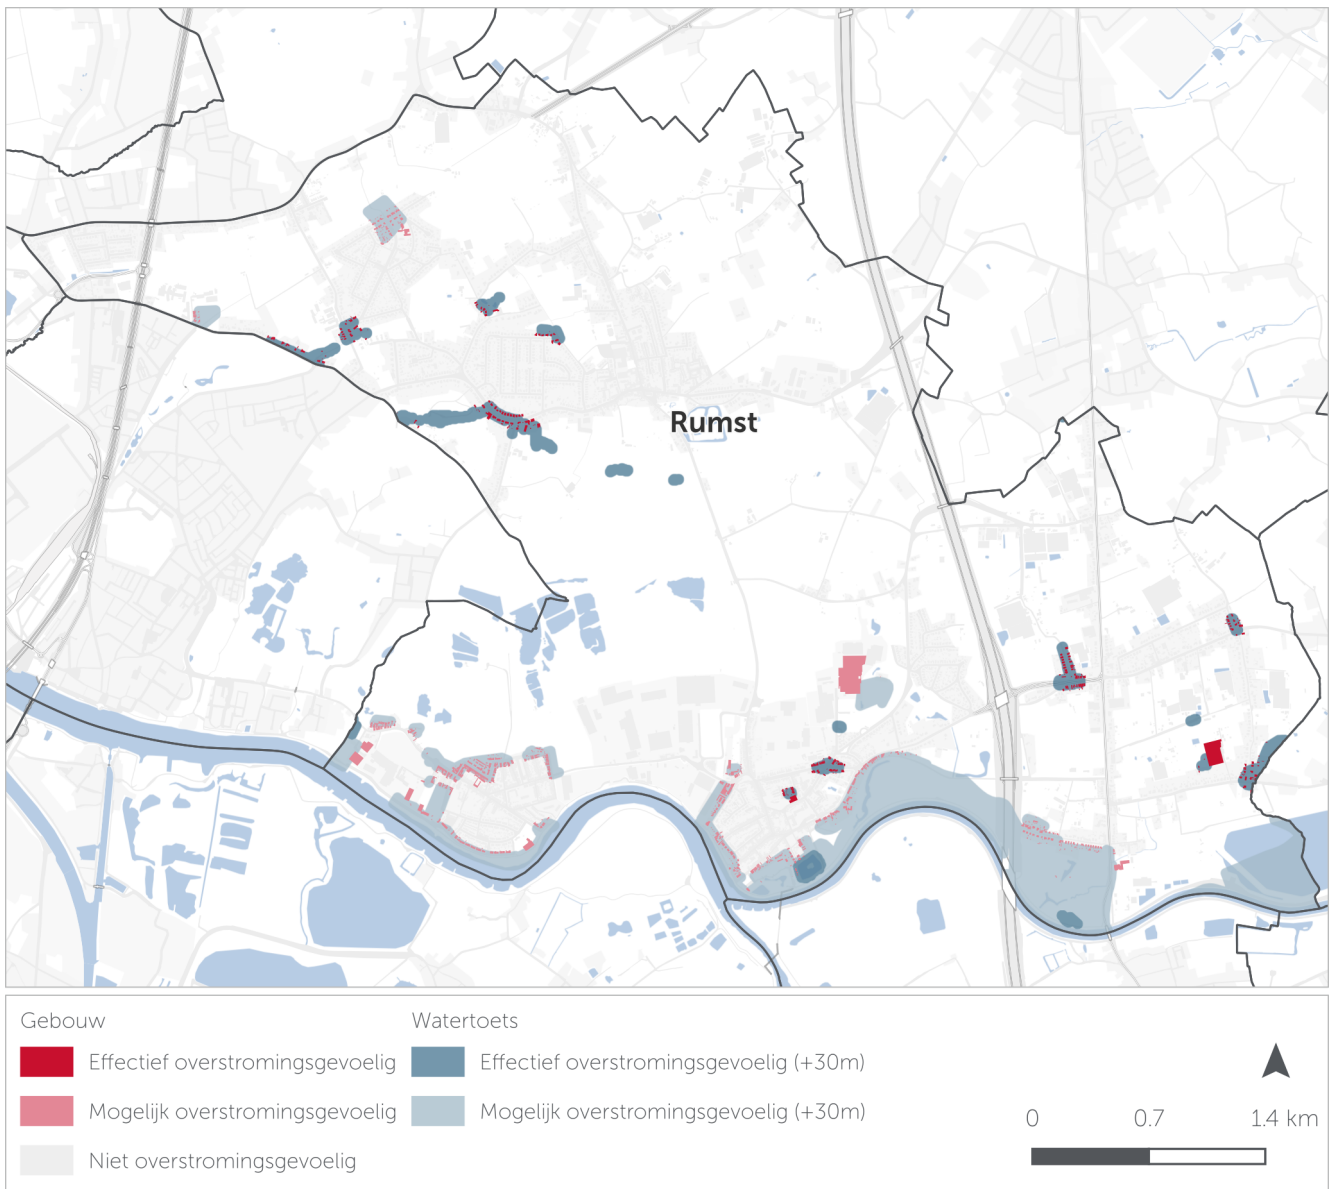 Rumst
Gebouw
Effectief overstromingsgevoelig
Mogelijk overstromingsgevoelig
Niet overstromingsgevoelig
Watertoets
Effectief overstromingsgevoelig (+30m)
Mogelijk overstromingsgevoelig (+30m)
0 0.7 1.4 km